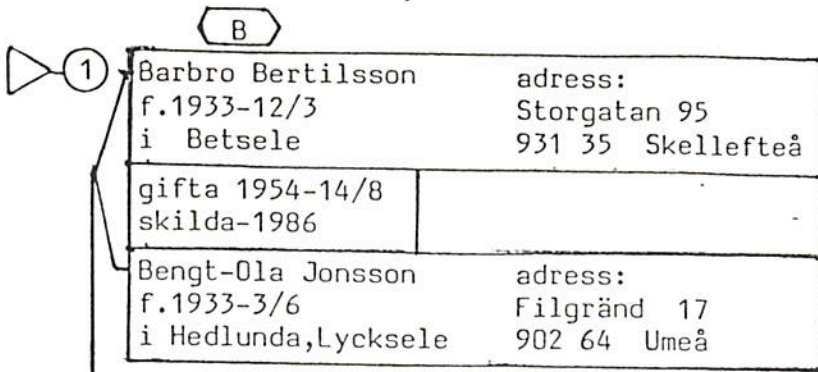 B
1
Barbro Bertilsson adress:
f.1933-12/3 Storgatan 95
i Betsele 931 35 Skellefteå
gifta 1954-14/8
skilda-1986
Bengt-Ola Jonsson adress:
f.1933-3/6 Filgränd 17
i Hedlunda,Lycksele 902 64 Umeå